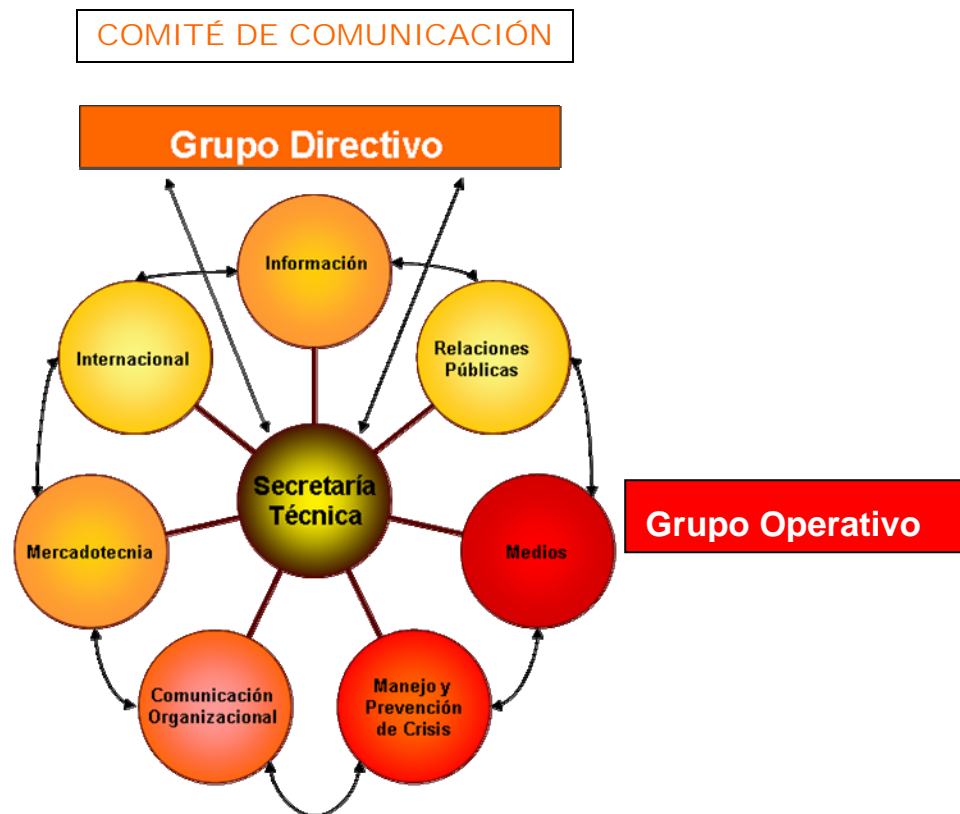 COMITÉ DE COMUNICACIÓN
Grupo Directivo
Información
Internacional
Relaciones
Públicas
Secretaría
Técnica
Mercadotecnia
Medios
Grupo Operativo
Comunicación
Organizacional
Manejo y
Prevención
de Crisis